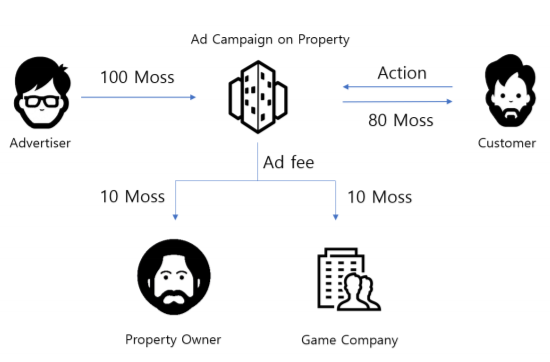 Ad Campaign on Property
100 Moss
Action
80 Moss
Advertiser
Customer
Ad fee
10 Moss
10 Moss
Property Owner
Game Company